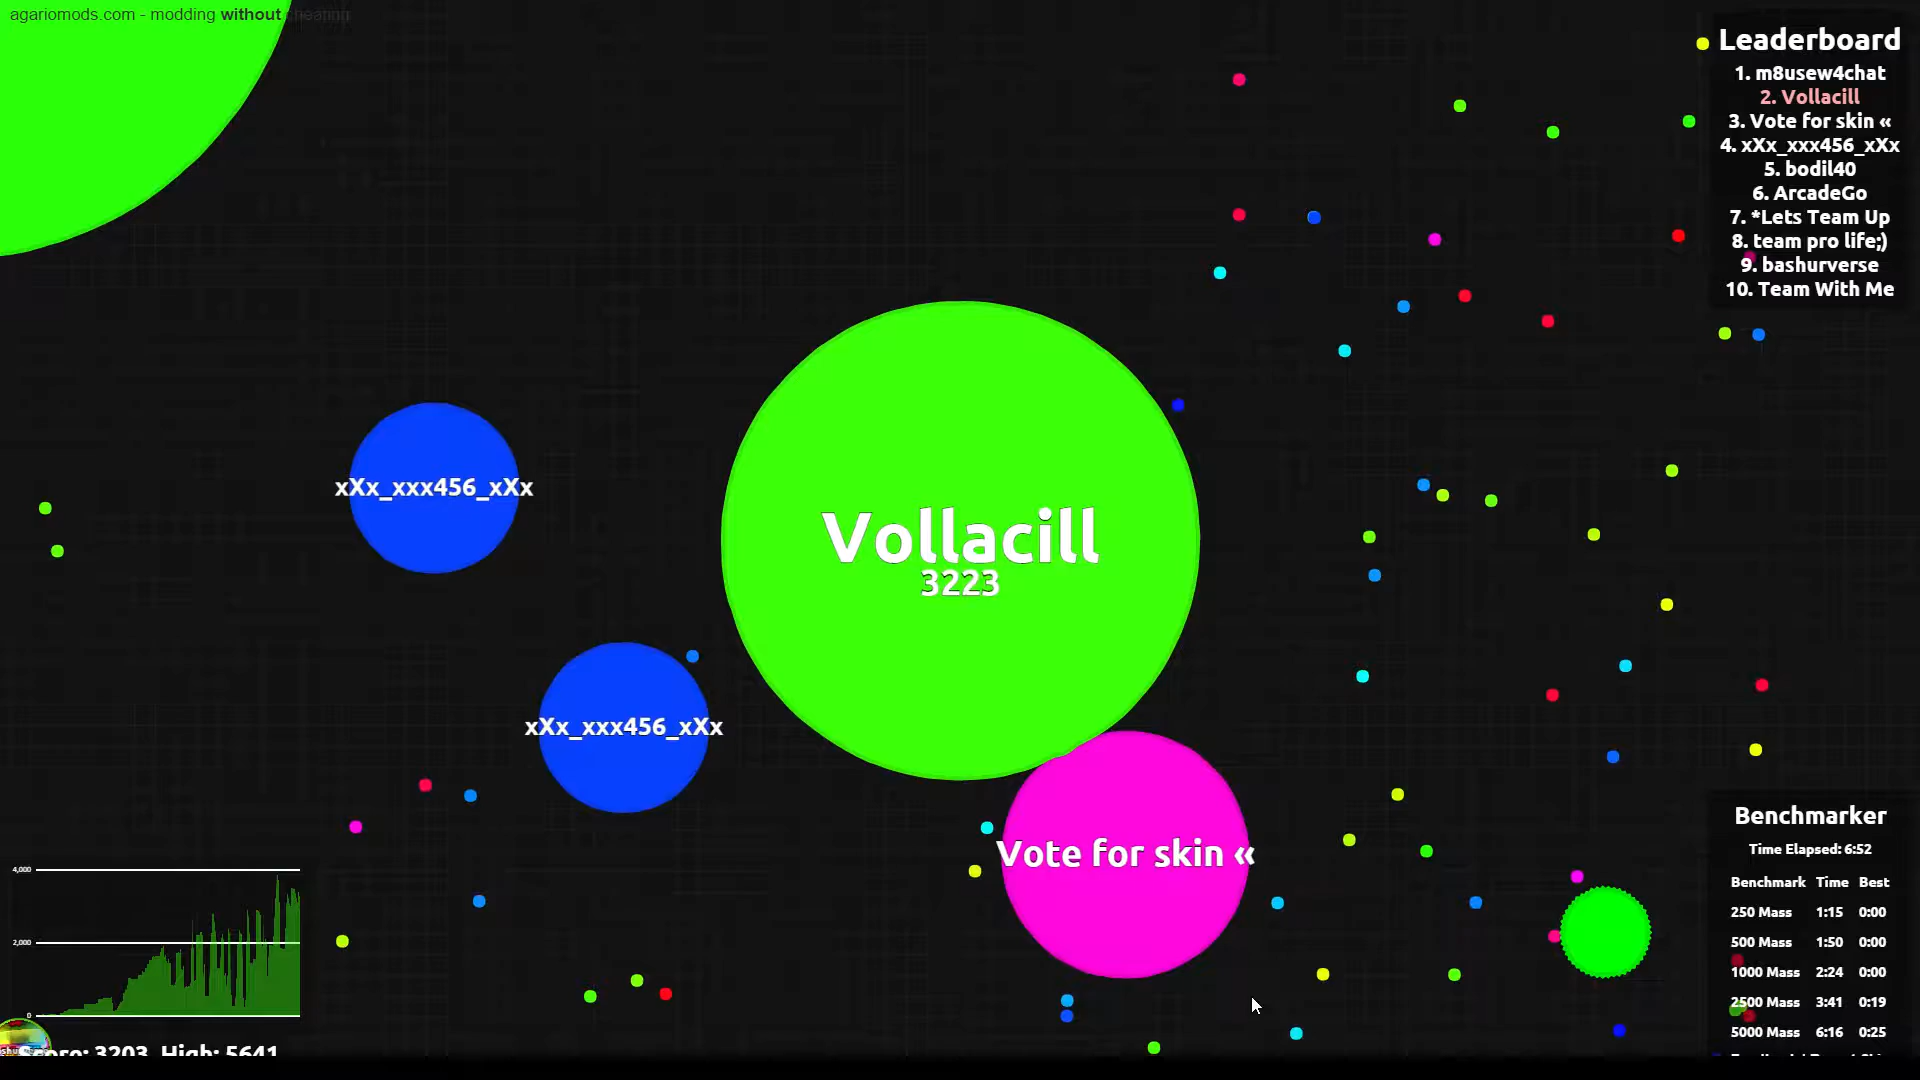 agariomods.com - modding without cheating
Leaderboard
1. m8usew4chat
2. Vollacill
3. Vote for skin «
4. xXx_xxx456_xXx
5. bodil40
6. ArcadeGo
7. *Lets Team Up
8. team pro life;)
9. bashurverse
10. Team With Me
xXx_xxx456_xXx
Vollacill
3223
xXx_xxx456_xXx
Vote for skin «
Benchmarker
Time Elapsed: 6:52
Benchmark Time Best
250 Mass 1:15 0:00
500 Mass 1:50 0:00
1000 Mass 2:24 0:00
2500 Mass 3:41 0:19
5000 Mass 6:16 0:25
4,000
2,000
0
Score: 3203 High: 5641